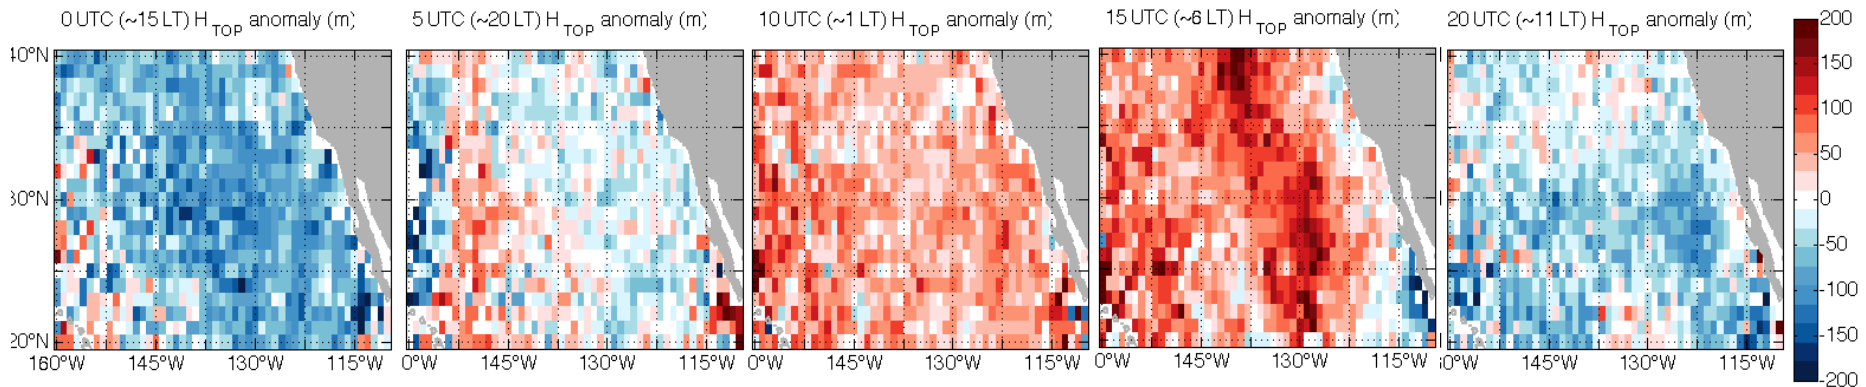 0 UTC (~15 LT) H TOP anomaly (m)
5 UTC (~20 LT) H TOP anomaly (m)
10 UTC (~1 LT) H TOP anomaly (m)
15 UTC (~6 LT) H TOP anomaly (m)
20 UTC (~11 LT) H TOP anomaly (m)
40°N
30°N
20°N
160°W 145°W 130°W 115°W
0°W 145°W 130°W 115°W
0°W 145°W 130°W 115°W
0°W 145°W 130°W 115°W
0°W 145°W 130°W 115°W
200
150
100
50
0
-50
-100
-150
-200